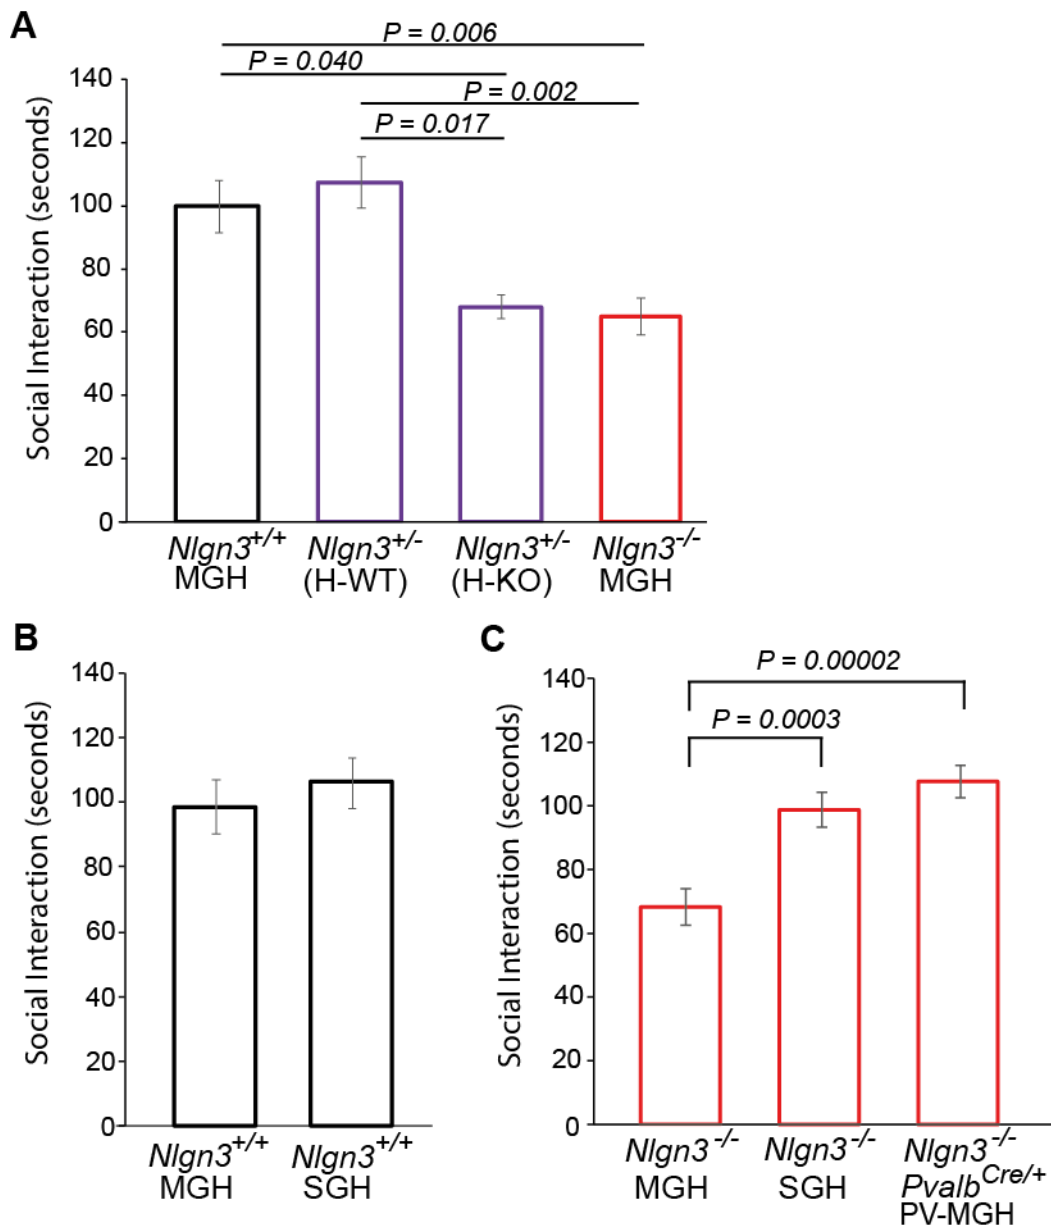 A
P = 0.006
P = 0.040
P = 0.002
P = 0.017
Social Interaction (seconds)
140
120
100
80
60
40
20
0
Nlgn3+/+ Nlgn3+/- Nlgn3+/- Nlgn3-/-
MGH (H-WT) (H-KO) MGH
B
Social Interaction (seconds)
140
120
100
80
60
40
20
0
Nlgn3+/+ Nlgn3+/+
MGH SGH
C
P = 0.00002
P = 0.0003
Social Interaction (seconds)
140
120
100
80
60
40
20
0
Nlgn3-/- Nlgn3-/- Nlgn3-/-
MGH SGH PvalbCre/+
PV-MGH